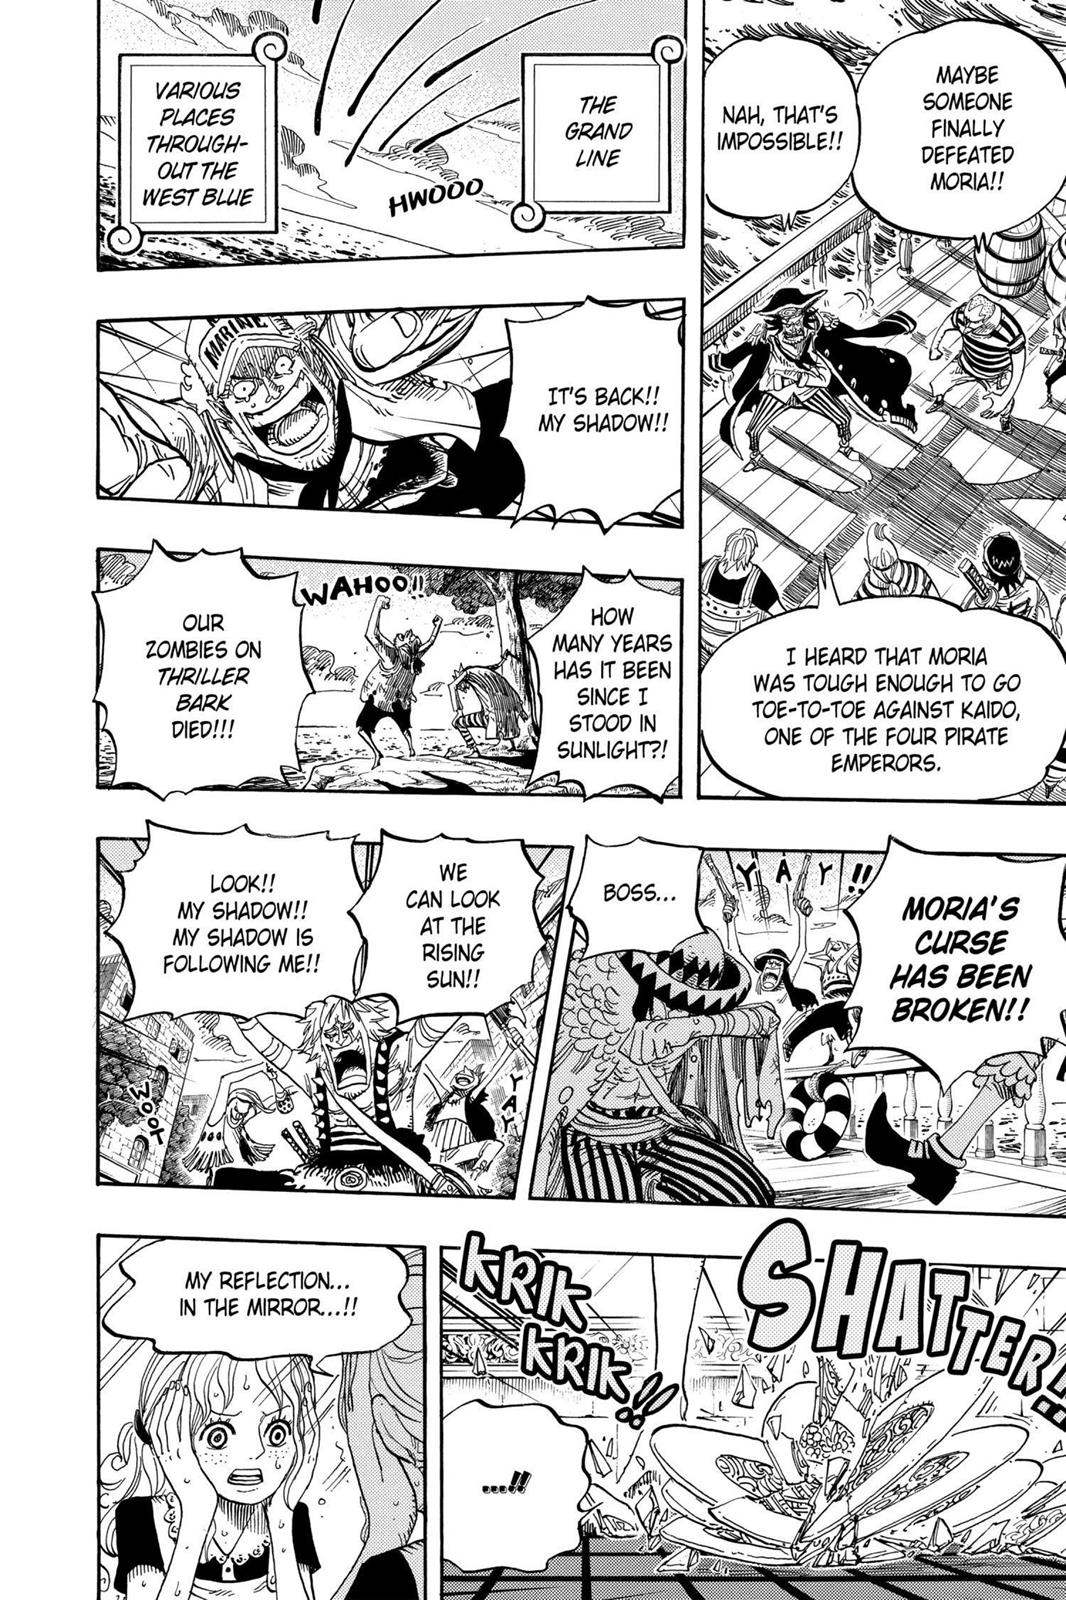 MAYBE
SOMEONE
FINALLY
DEFEATED
MORIA!!
NAH, THAT'S
IMPOSSIBLE!!
I HEARD THAT MORIA
WAS TOUGH ENOUGH TO GO
TOE-TO-TOE AGAINST KAIDO,
ONE OF THE FOUR PIRATE
EMPERORS.
THE
GRAND
LINE
HWOOO
VARIOUS
PLACES
THROUGH-
OUT THE
WEST BLUE
MARINE
IT'S BACK!!
MY SHADOW!!
HOW
MANY YEARS
HAS IT BEEN
SINCE I
STOOD IN
SUNLIGHT?!
WAHOO!!
OUR
ZOMBIES ON
THRILLER
BARK
DIED!!!
MORIA'S
CURSE
HAS BEEN
BROKEN!!
YAY!!
BOSS...
WE
CAN LOOK
AT THE
RISING
SUN!!
LOOK!!
MY SHADOW!!
MY SHADOW IS
FOLLOWING ME!!
YAY
WOOT
SHATTER!!
KRIK
KRIK!!
...!!
MY REFLECTION...
IN THE MIRROR...!!